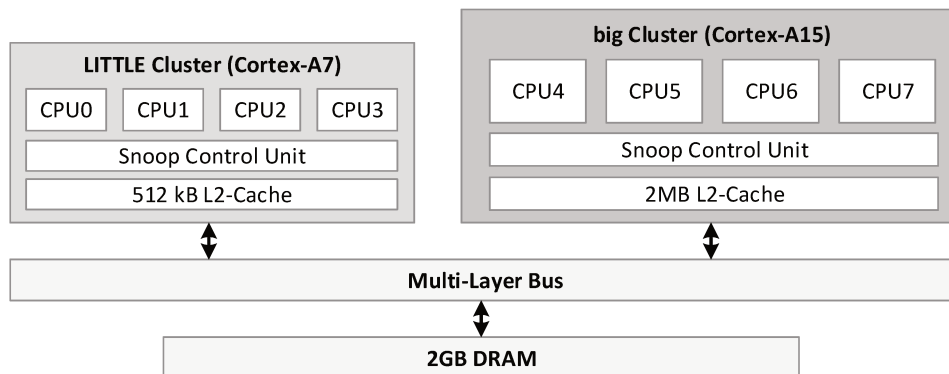 LITTLE Cluster (Cortex-A7)
CPU0 CPU1 CPU2 CPU3
Snoop Control Unit
512 kB L2-Cache
big Cluster (Cortex-A15)
CPU4 CPU5 CPU6 CPU7
Snoop Control Unit
2MB L2-Cache
Multi-Layer Bus
2GB DRAM